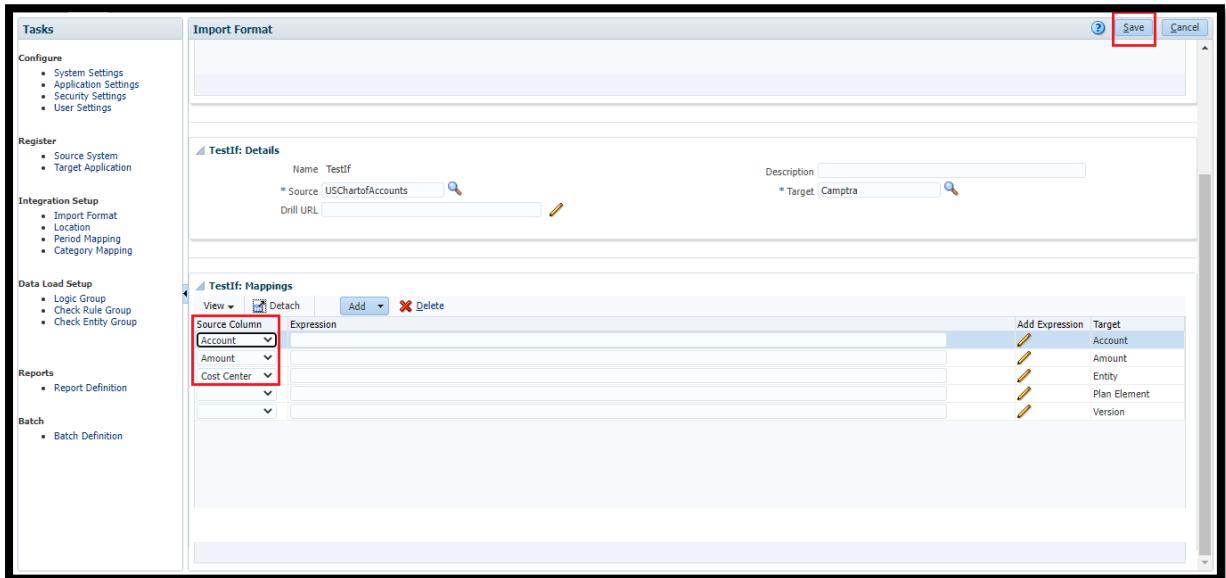 Tasks
Configure
System Settings
Application Settings
Security Settings
User Settings
Register
Source System
Target Application
Integration Setup
Import Format
Location
Period Mapping
Category Mapping
Data Load Setup
Logic Group
Check Rule Group
Check Entity Group
Reports
Report Definition
Batch
Batch Definition
Import Format
? Save Cancel
TestIf: Details
Name TestIf Description
* Source USChartofAccounts * Target Camptra
Drill URL
TestIf: Mappings
View Detach Add Delete
Source Column Expression Add Expression Target
Account Account
Amount Amount
Cost Center Entity
Plan Element
Version